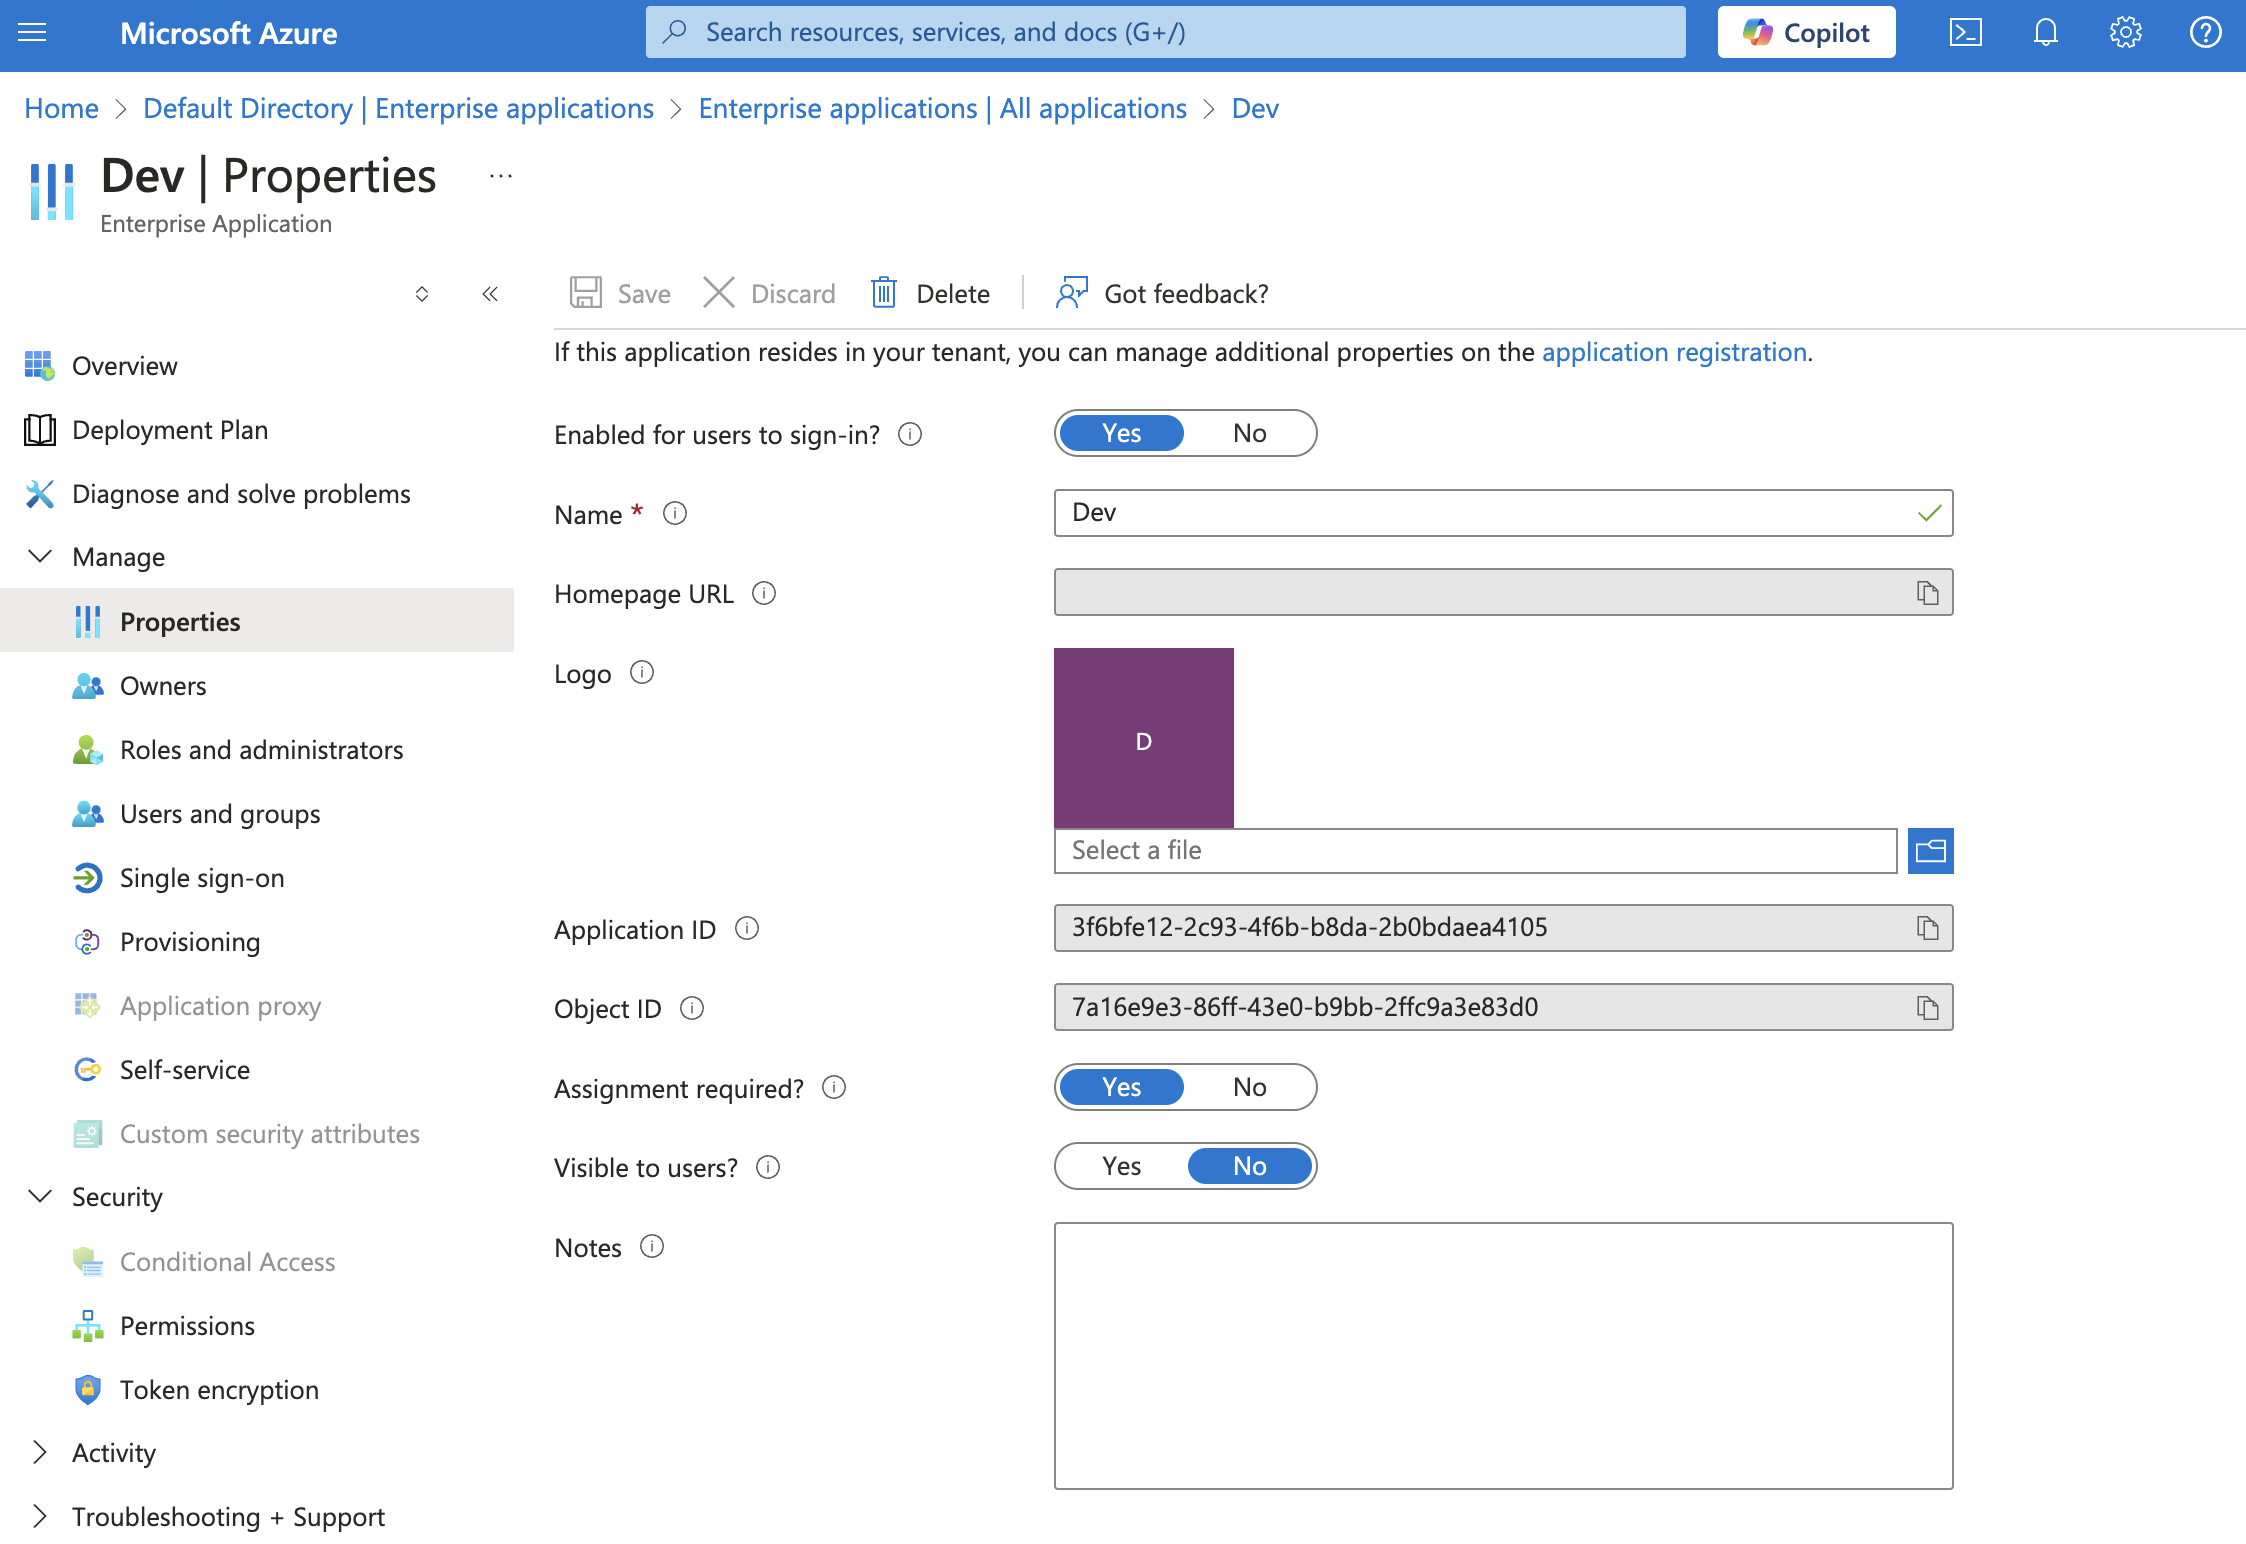 Microsoft Azure
Search resources, services, and docs (G+/)
Copilot
Home > Default Directory | Enterprise applications > Enterprise applications | All applications > Dev
Dev | Properties ...
Enterprise Application
Save
Discard
Delete
Got feedback?
If this application resides in your tenant, you can manage additional properties on the application registration.
Overview
Deployment Plan
Diagnose and solve problems
Manage
Properties
Owners
Roles and administrators
Users and groups
Single sign-on
Provisioning
Application proxy
Self-service
Custom security attributes
Security
Conditional Access
Permissions
Token encryption
Activity
Troubleshooting + Support
Enabled for users to sign-in? Yes No
Name * Dev
Homepage URL
Logo
D
Select a file
Application ID 3f6bfe12-2c93-4f6b-b8da-2b0bdaea4105
Object ID 7a16e9e3-86ff-43e0-b9bb-2ffc9a3e83d0
Assignment required? Yes No
Visible to users? Yes No
Notes